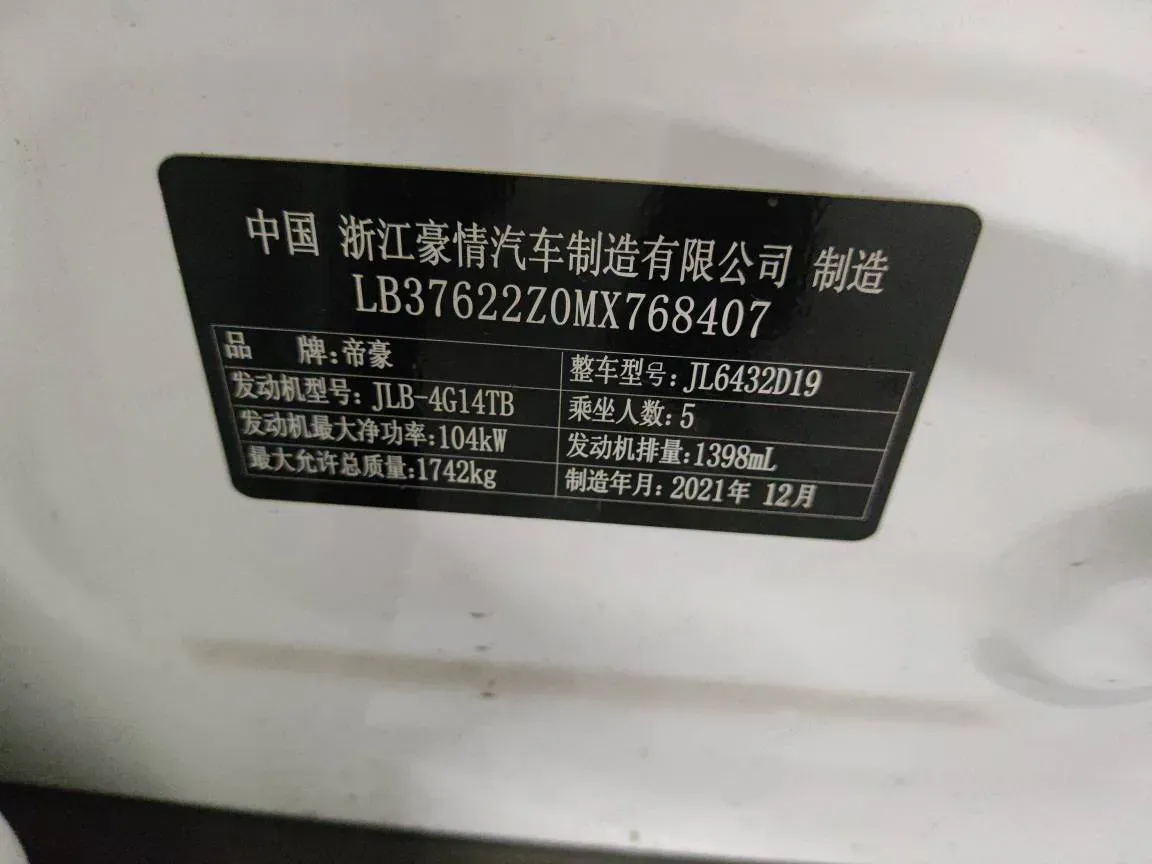 中国 浙江豪情汽车制造有限公司 制造
LB37622Z0MX768407
品 牌:帝豪 整车型号:JL6432D19
发动机型号:JLB-4G14TB 乘坐人数:5
发动机最大净功率:104kW 发动机排量:1398mL
最大允许总质量:1742kg 制造年月:2021年 12月